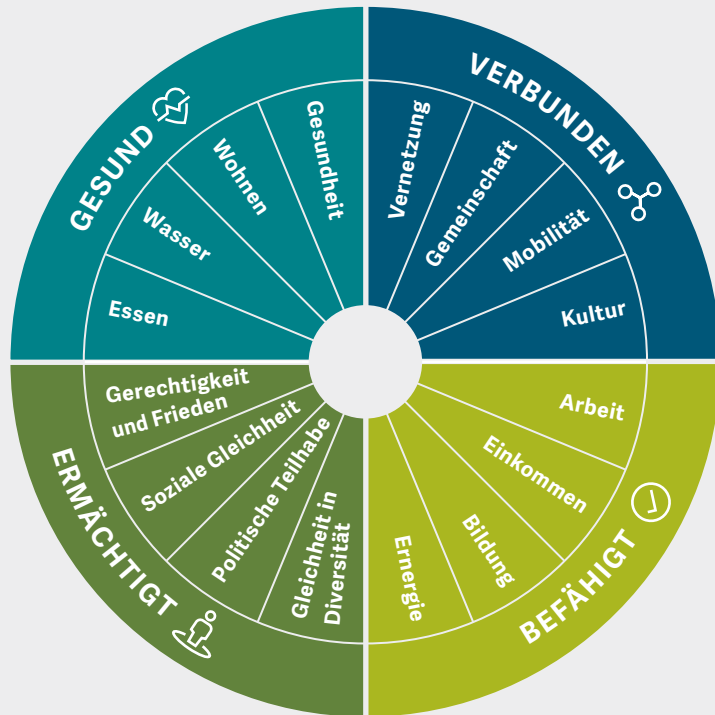 GESUND
Essen
Wasser
Wohnen
Gesundheit
VERBUNDEN
Vernetzung
Gemeinschaft
Mobilität
Kultur
BEFÄHIGT
Arbeit
Einkommen
Bildung
Ernergie
ERMÄCHTIGT
Gleichheit in
Diversität
Politische Teilhabe
Soziale Gleichheit
Gerechtigkeit
und Frieden